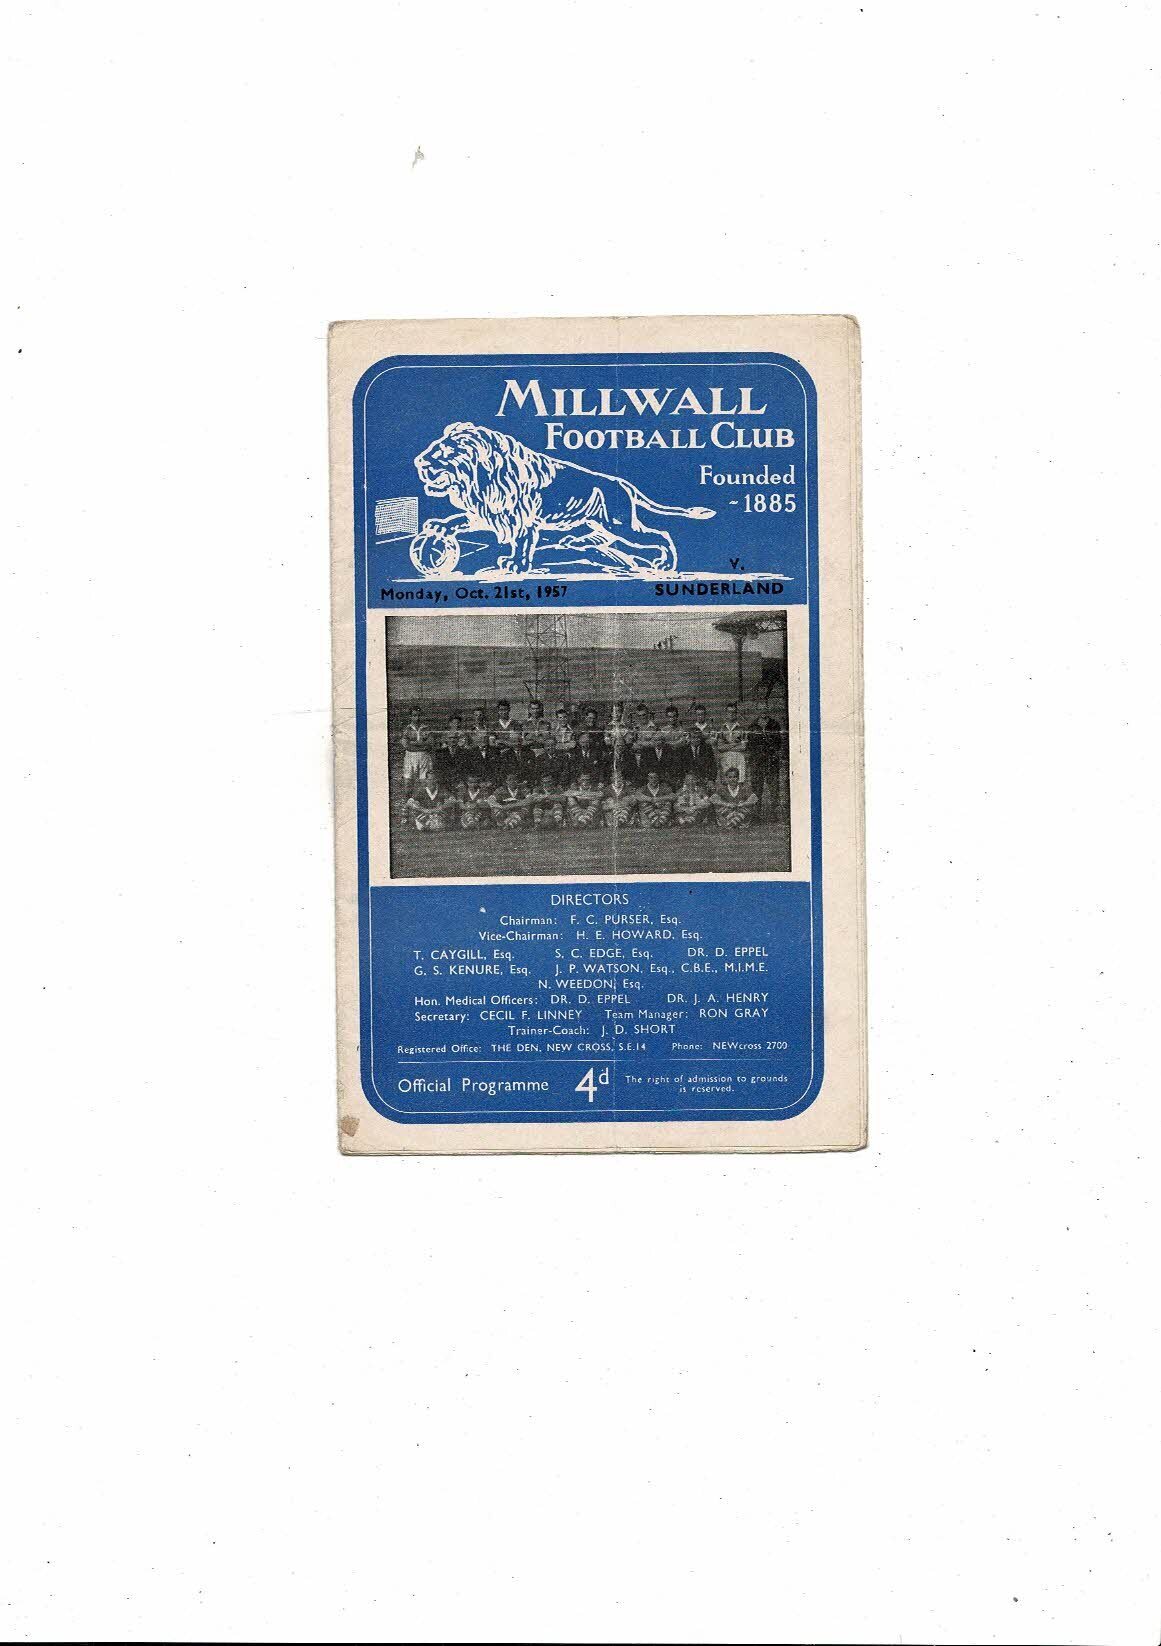 MILLWALL
FOOTBALL CLUB
Founded
- 1885
V.
Monday, Oct. 21st, 1957 SUNDERLAND
DIRECTORS
Chairman: F. C. PURSER, Esq.
Vice-Chairman: H. E. HOWARD, Esq.
T. CAYGILL, Esq. S. C. EDGE, Esq. DR. D. EPPEL
G. S. KENURE, Esq. J. P. WATSON, Esq., C.B.E., M.I.M.E.
N. WEEDON, Esq.
Hon. Medical Officers: DR. D. EPPEL DR. J. A. HENRY
Secretary: CECIL F. LINNEY Team Manager: RON GRAY
Trainer-Coach: J. D. SHORT
Registered Office: THE DEN, NEW CROSS, S.E.14 Phone: NEWcross 2700
Official Programme 4d The right of admission to grounds
is reserved.